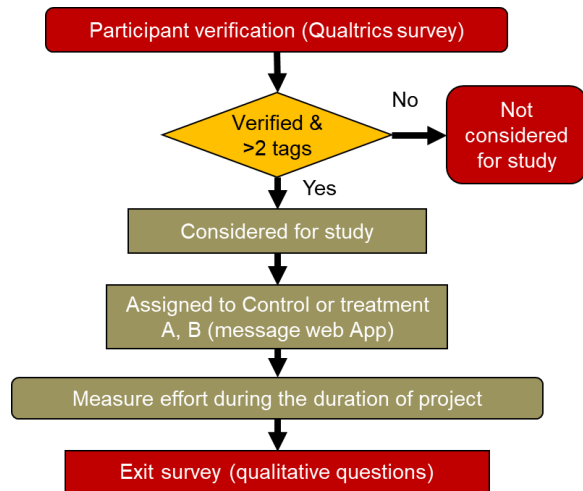 Participant verification (Qualtrics survey)
Verified &
>2 tags
No
Not
considered
for study
Yes
Considered for study
Assigned to Control or treatment
A, B (message web App)
Measure effort during the duration of project
Exit survey (qualitative questions)